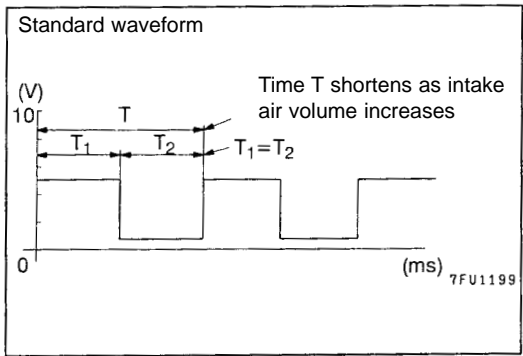 Standard waveform
Time T shortens as intake
air volume increases
(V)
10
T
T₁
T₂
T₁=T₂
0
(ms)
7FU1199